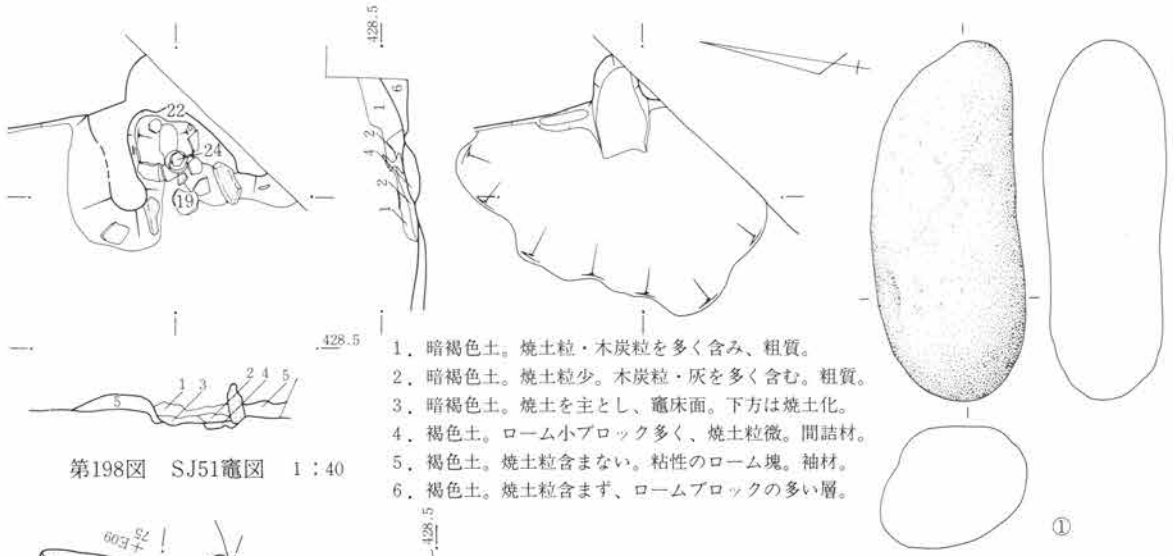 428.5
22
24
19
1
6
2
4
2
1
428.5
1 3 2 4 5
5
1．暗褐色土。焼土粒・木炭粒を多く含み、粗質。
2．暗褐色土。焼土粒少。木炭粒・灰を多く含む。粗質。
3．暗褐色土。焼土を主とし、竈床面。下方は焼土化。
4．褐色土。ローム小ブロック多く、焼土粒微。間詰材。
5．褐色土。焼土粒含まない。粘性のローム塊。袖材。
6．褐色土。焼土粒含まず、ロームブロックの多い層。
第198図　SJ51竈図　1：40
①
75
+E09
428.5